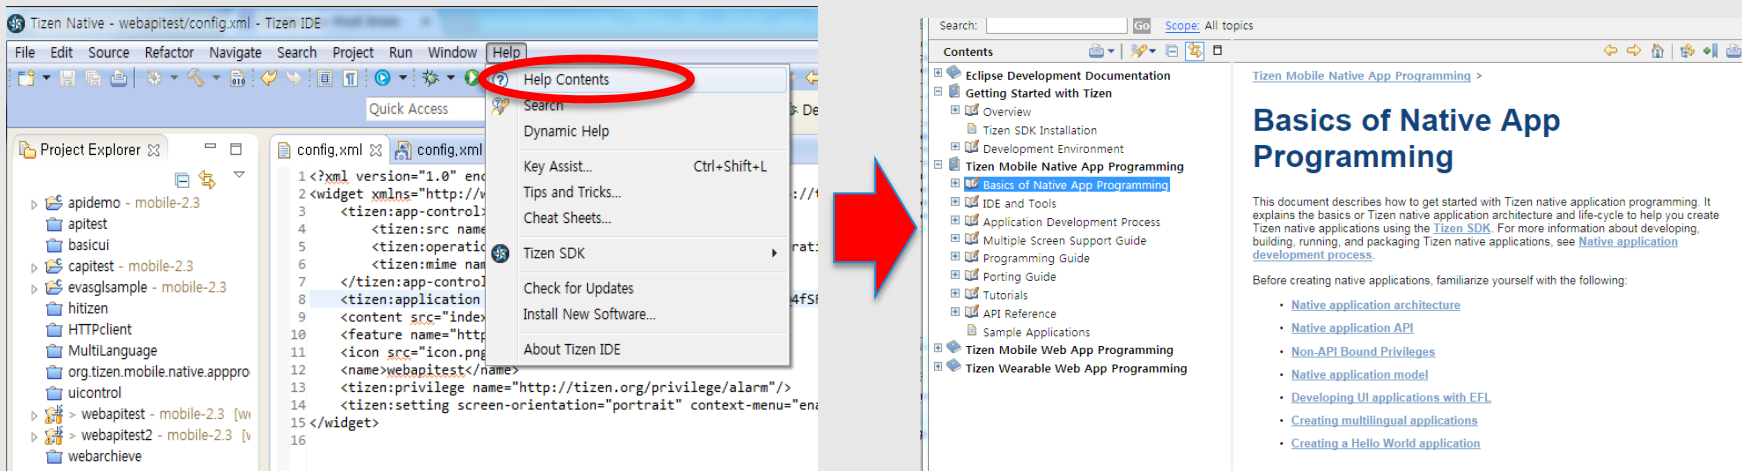 Tizen Native - webapitest/config.xml - Tizen IDE
File Edit Source Refactor Navigate Search Project Run Window Help
Quick Access
De
Project Explorer
apidemo - mobile-2.3
apitest
basicui
capitest - mobile-2.3
evasglsample - mobile-2.3
hitizen
HTTPclient
MultiLanguage
org.tizen.mobile.native.apppro
uicontrol
> webapitest - mobile-2.3 [we
> webapitest2 - mobile-2.3 [v
webarchieve
config,xml config,xml
1 <?xml version="1.0" enc
2 <widget xmlns="http://w ://t
3 <tizen:app-control>
4 <tizen:src name
5 <tizen:operatic rati
6 <tizen:mime nam
7 </tizen:app-control
8 <tizen:application 4fSF
9 <content src="index
10 <feature name="http
11 <icon src="icon.png
12 <name>webapitest</name>
13 <tizen:privilege name="http://tizen.org/privilege/alarm"/>
14 <tizen:setting screen-orientation="portrait" context-menu="ena
15 </widget>
16
Help Contents
Search
Dynamic Help
Key Assist... Ctrl+Shift+L
Tips and Tricks...
Cheat Sheets...
Tizen SDK
Check for Updates
Install New Software...
About Tizen IDE
Search: Go Scope: All topics
Contents
Eclipse Development Documentation
Getting Started with Tizen
Overview
Tizen SDK Installation
Development Environment
Tizen Mobile Native App Programming
Basics of Native App Programming
IDE and Tools
Application Development Process
Multiple Screen Support Guide
Programming Guide
Porting Guide
Tutorials
API Reference
Sample Applications
Tizen Mobile Web App Programming
Tizen Wearable Web App Programming
Tizen Mobile Native App Programming >
Basics of Native App
Programming
This document describes how to get started with Tizen native application programming. It
explains the basics or Tizen native application architecture and life-cycle to help you create
Tizen native applications using the Tizen SDK. For more information about developing,
building, running, and packaging Tizen native applications, see Native application
development process.
Before creating native applications, familiarize yourself with the following:
• Native application architecture
• Native application API
• Non-API Bound Privileges
• Native application model
• Developing UI applications with EFL
• Creating multilingual applications
• Creating a Hello World application